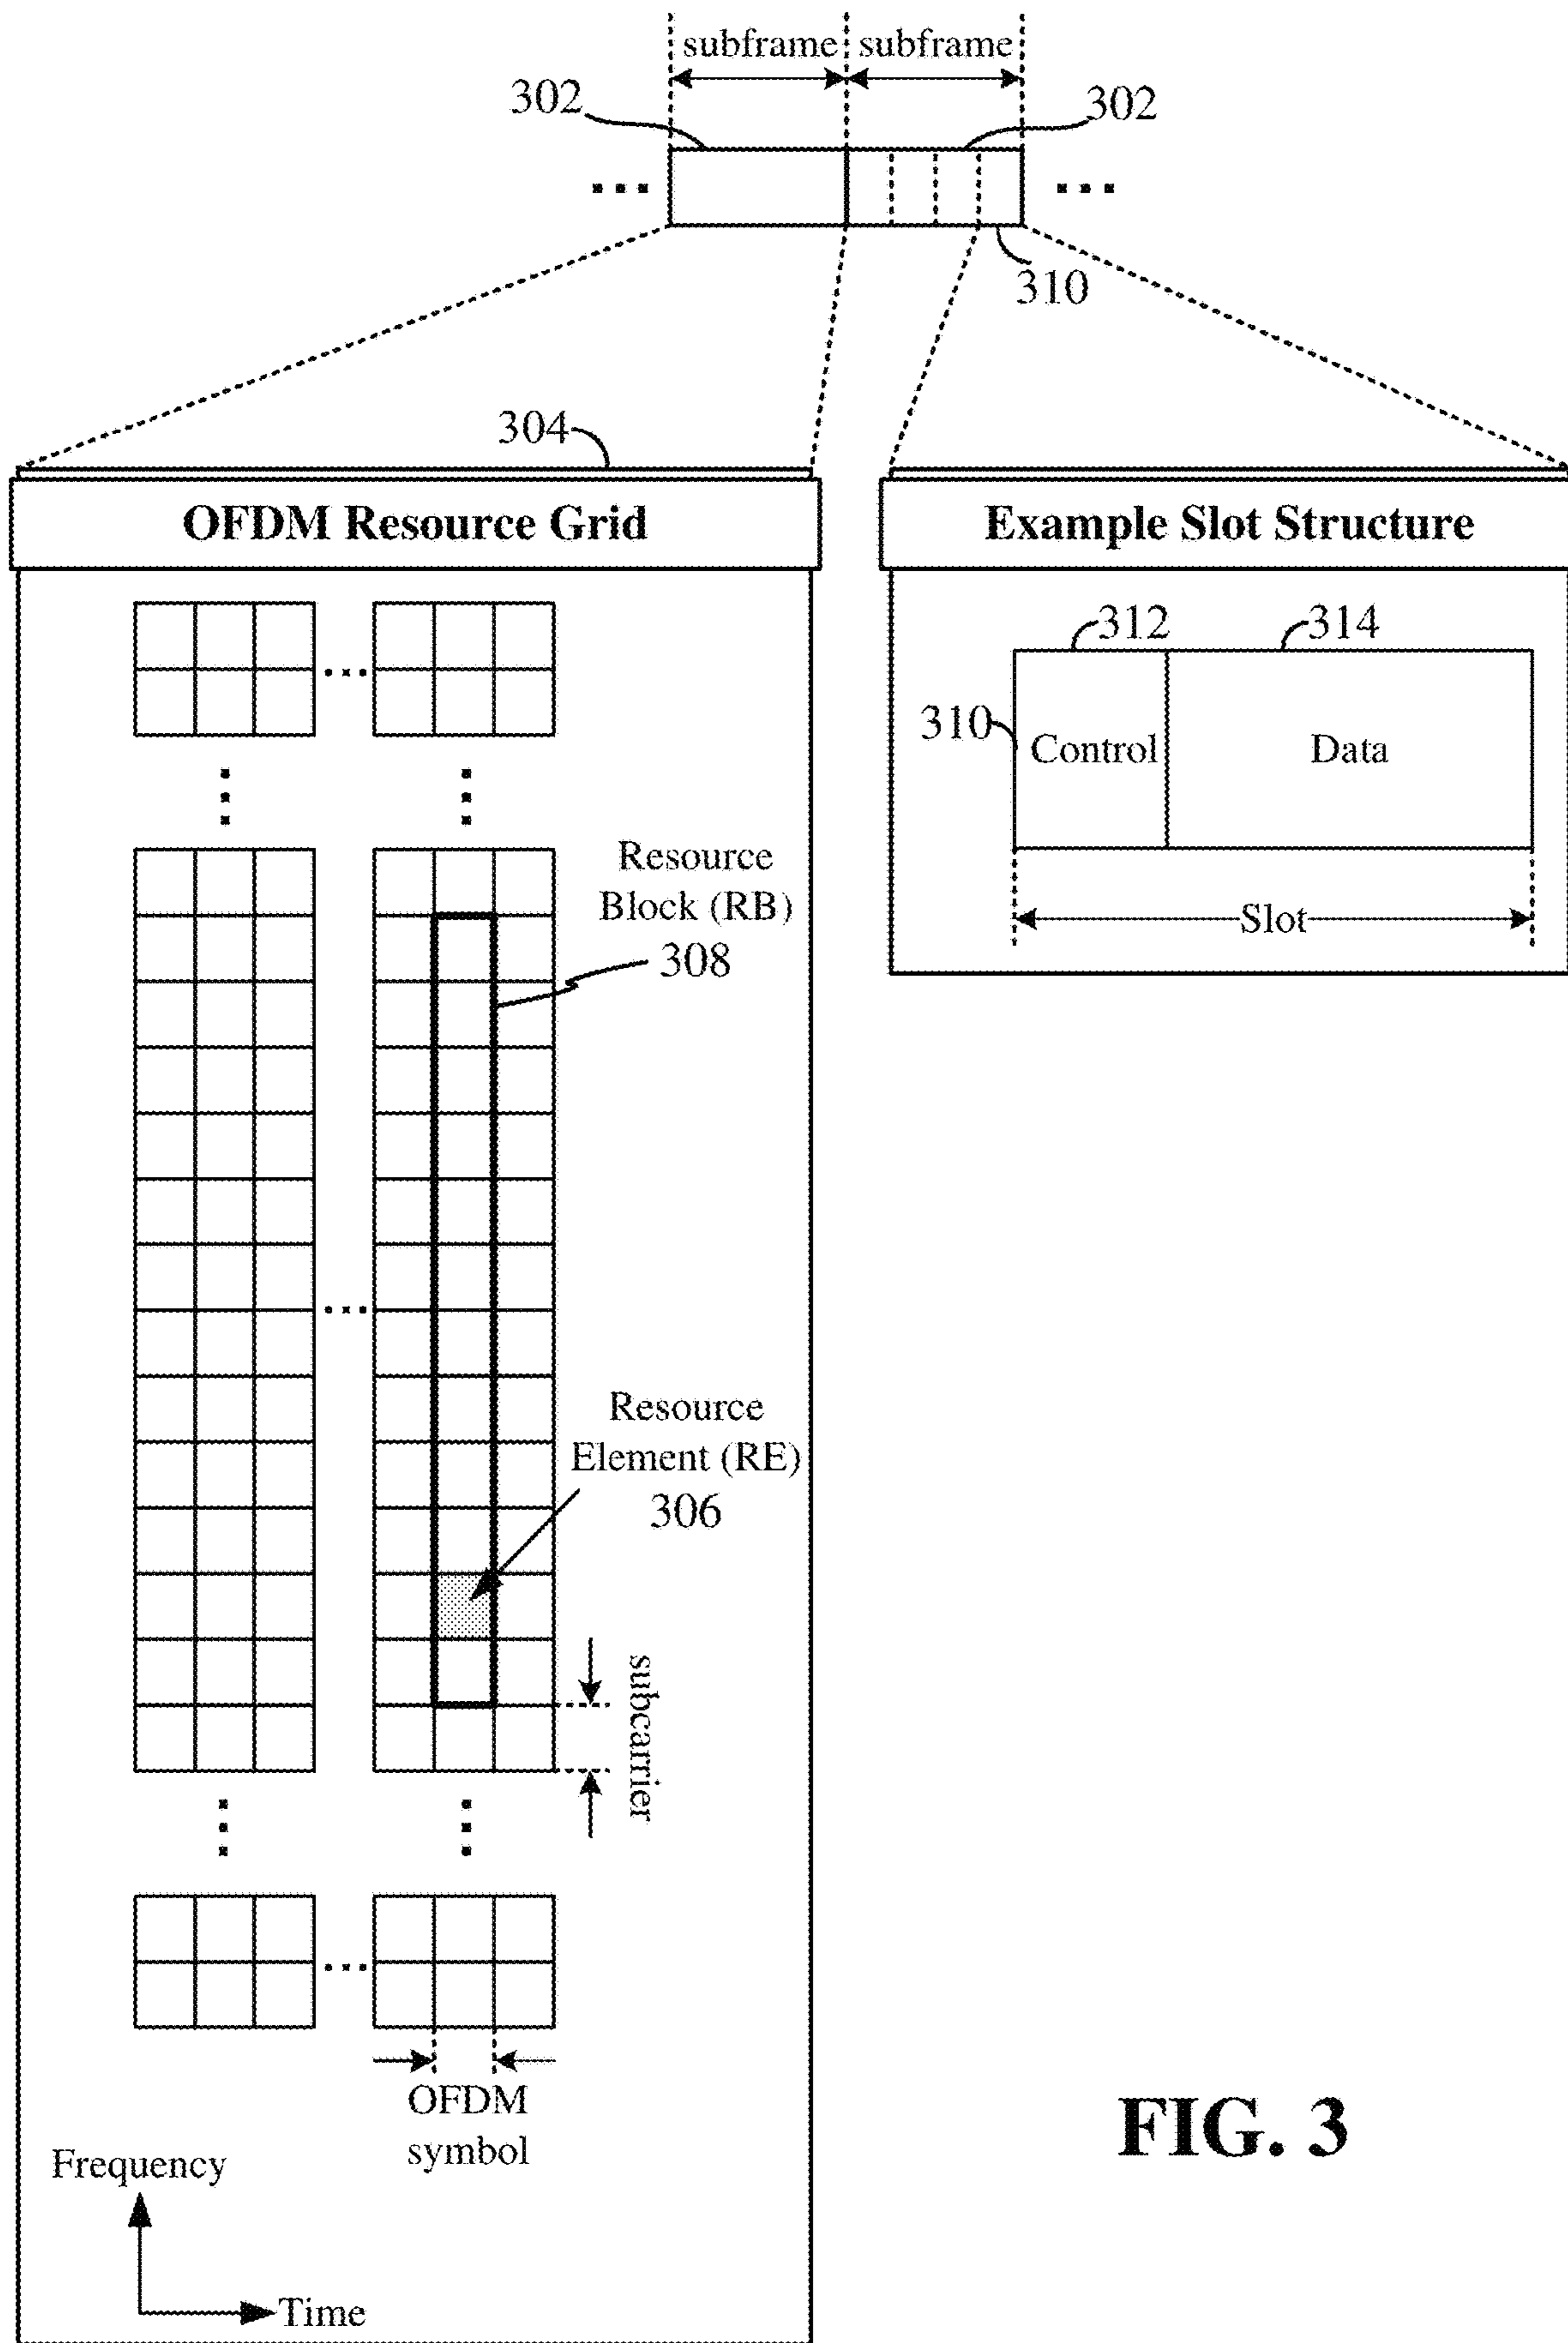 subframe subframe
302
302
310
304
OFDM Resource Grid
Example Slot Structure
312
314
310
Control
Data
Slot
Resource
Block (RB)
308
Resource
Element (RE)
306
subcarrier
OFDM
symbol
Frequency
Time
FIG. 3